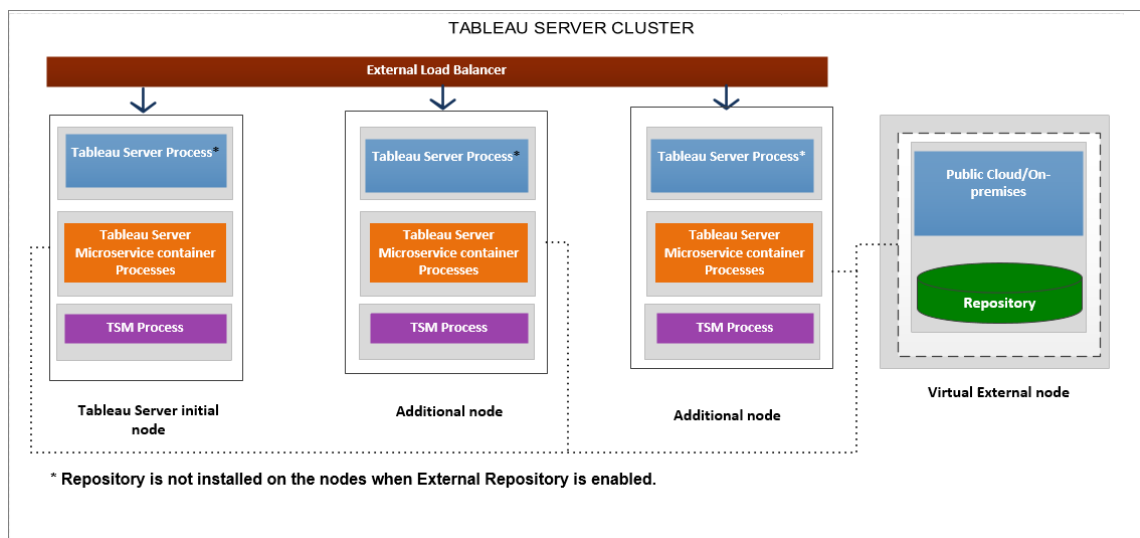 TABLEAU SERVER CLUSTER
External Load Balancer
Tableau Server Process*
Tableau Server
Microservice container
Processes
TSM Process
Tableau Server initial
node
Tableau Server Process*
Tableau Server
Microservice container
Processes
TSM Process
Additional node
Tableau Server Process*
Tableau Server
Microservice container
Processes
TSM Process
Additional node
Public Cloud/On-
premises
Repository
Virtual External node
* Repository is not installed on the nodes when External Repository is enabled.